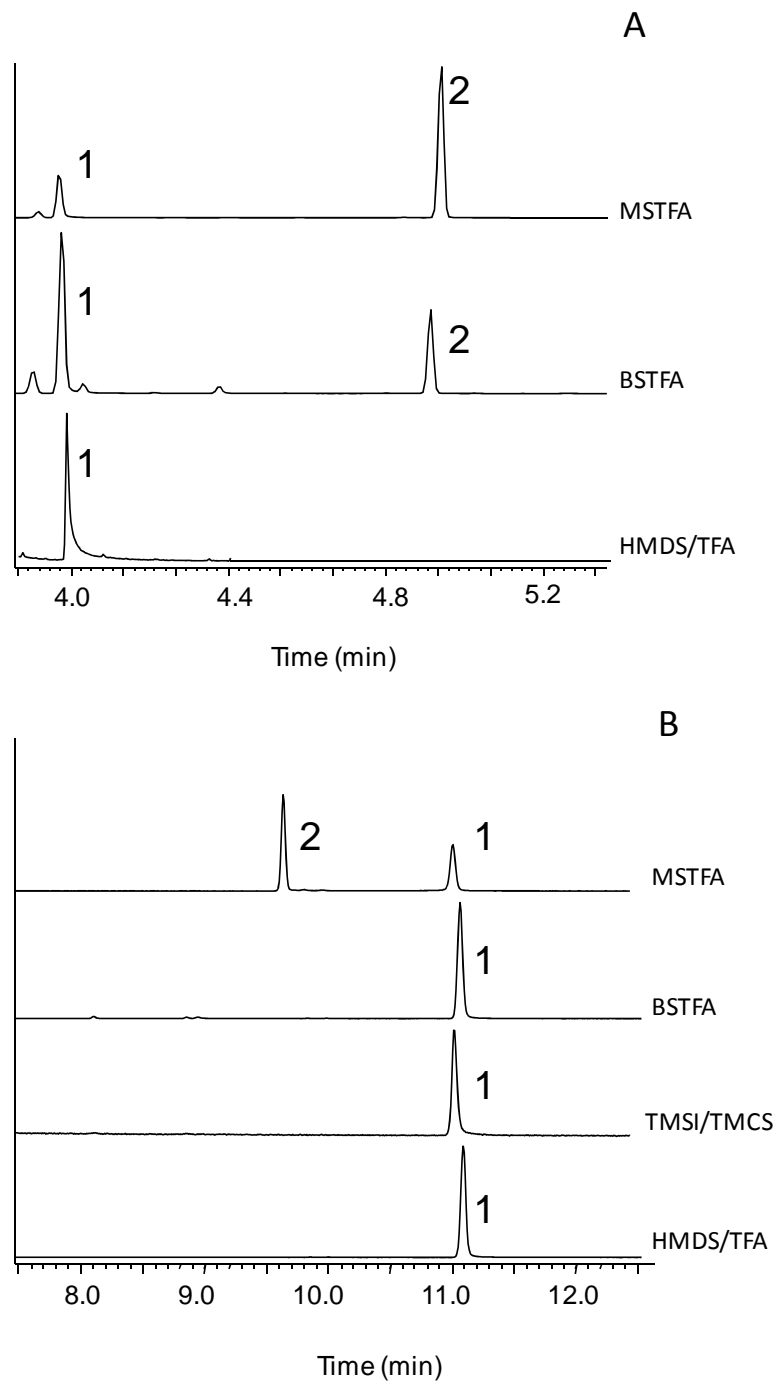 A
1
2
MSTFA
1
2
BSTFA
1
HMDS/TFA
4.0 4.4 4.8 5.2
Time (min)
B
2
1
MSTFA
1
BSTFA
1
TMSI/TMCS
1
HMDS/TFA
8.0 9.0 10.0 11.0 12.0
Time (min)